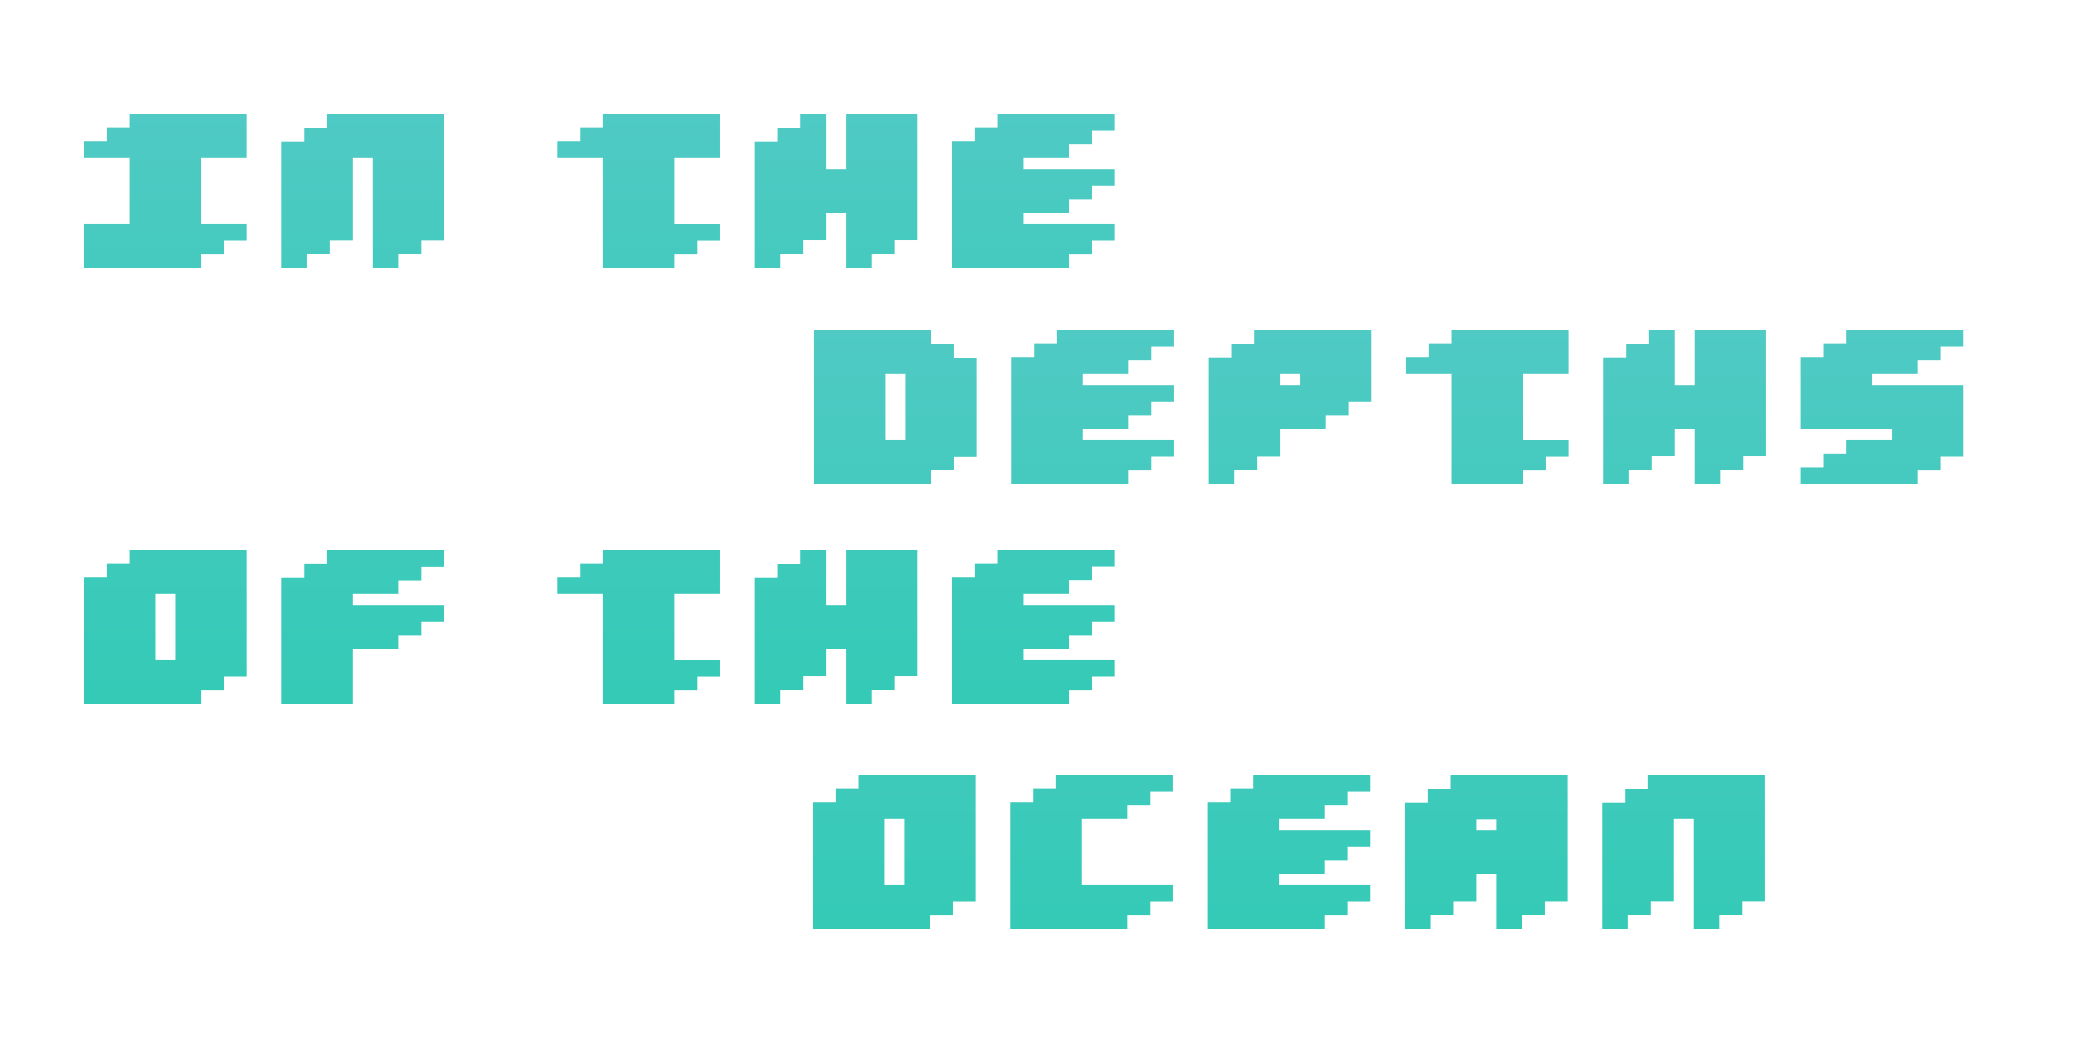 IN THE
DEPTHS
OF THE
OCEAN